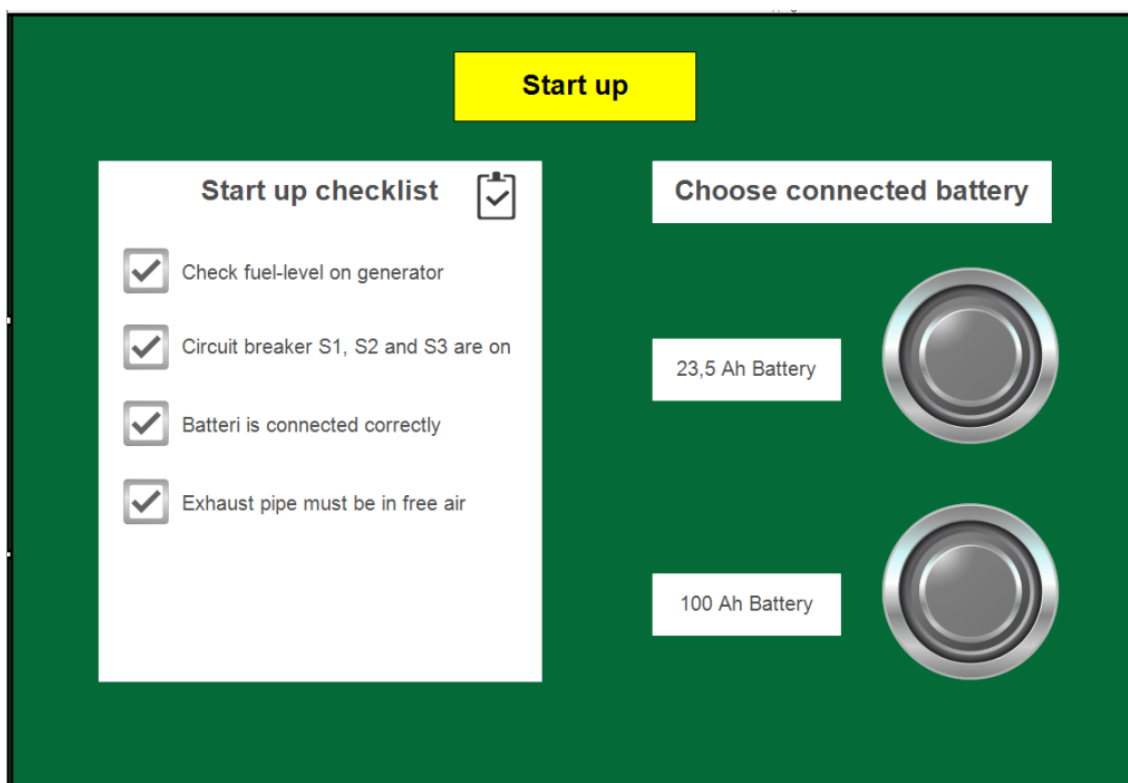 Start up
Start up checklist
Check fuel-level on generator
Circuit breaker S1, S2 and S3 are on
Batteri is connected correctly
Exhaust pipe must be in free air
Choose connected battery
23,5 Ah Battery
100 Ah Battery